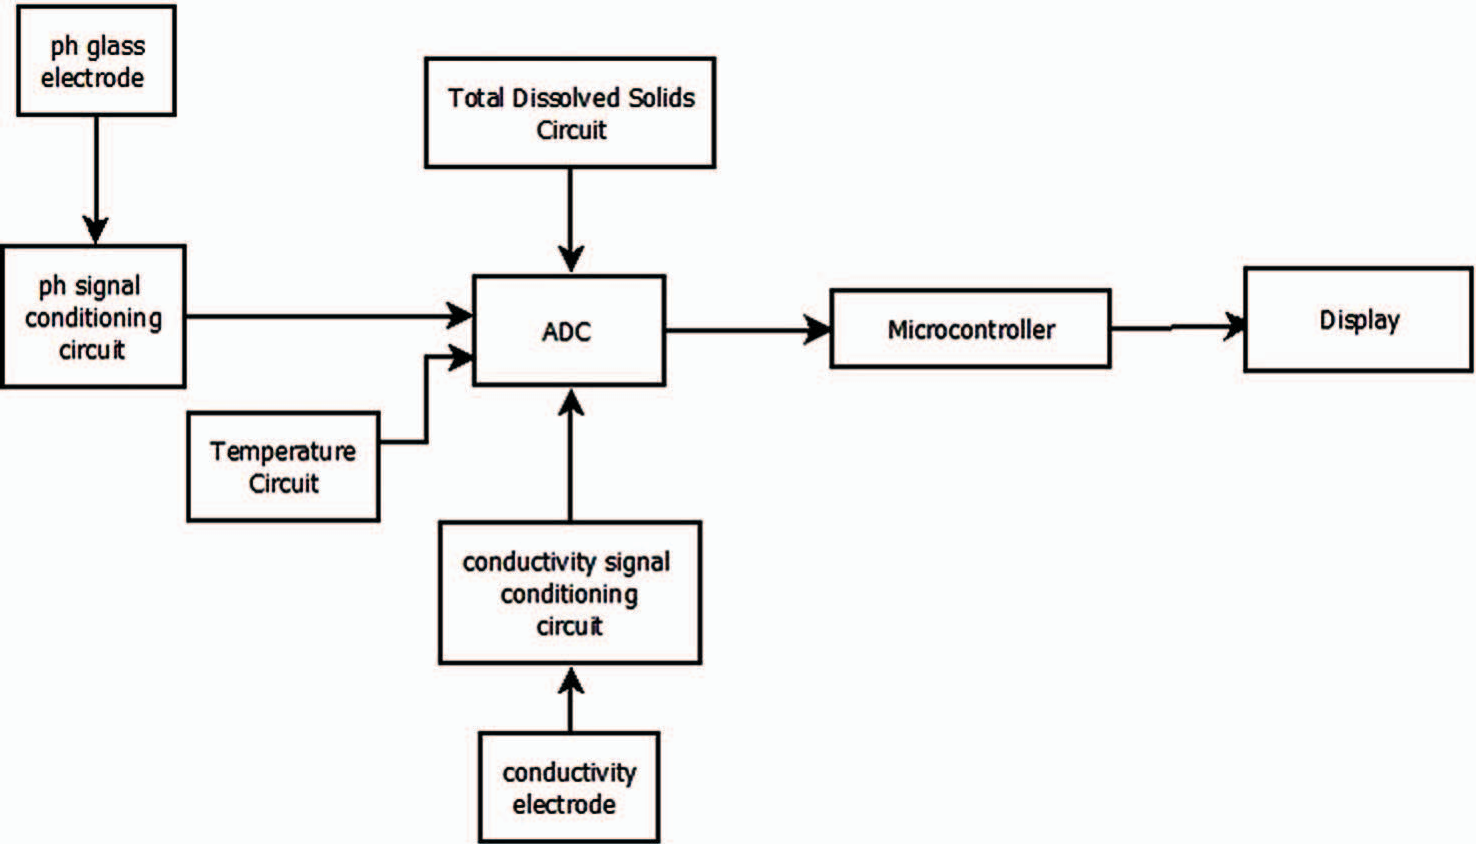 ph glass
electrode
Total Dissolved Solids
Circuit
ph signal
conditioning
circuit
ADC
Microcontroller
Display
Temperature
Circuit
conductivity signal
conditioning
circuit
conductivity
electrode